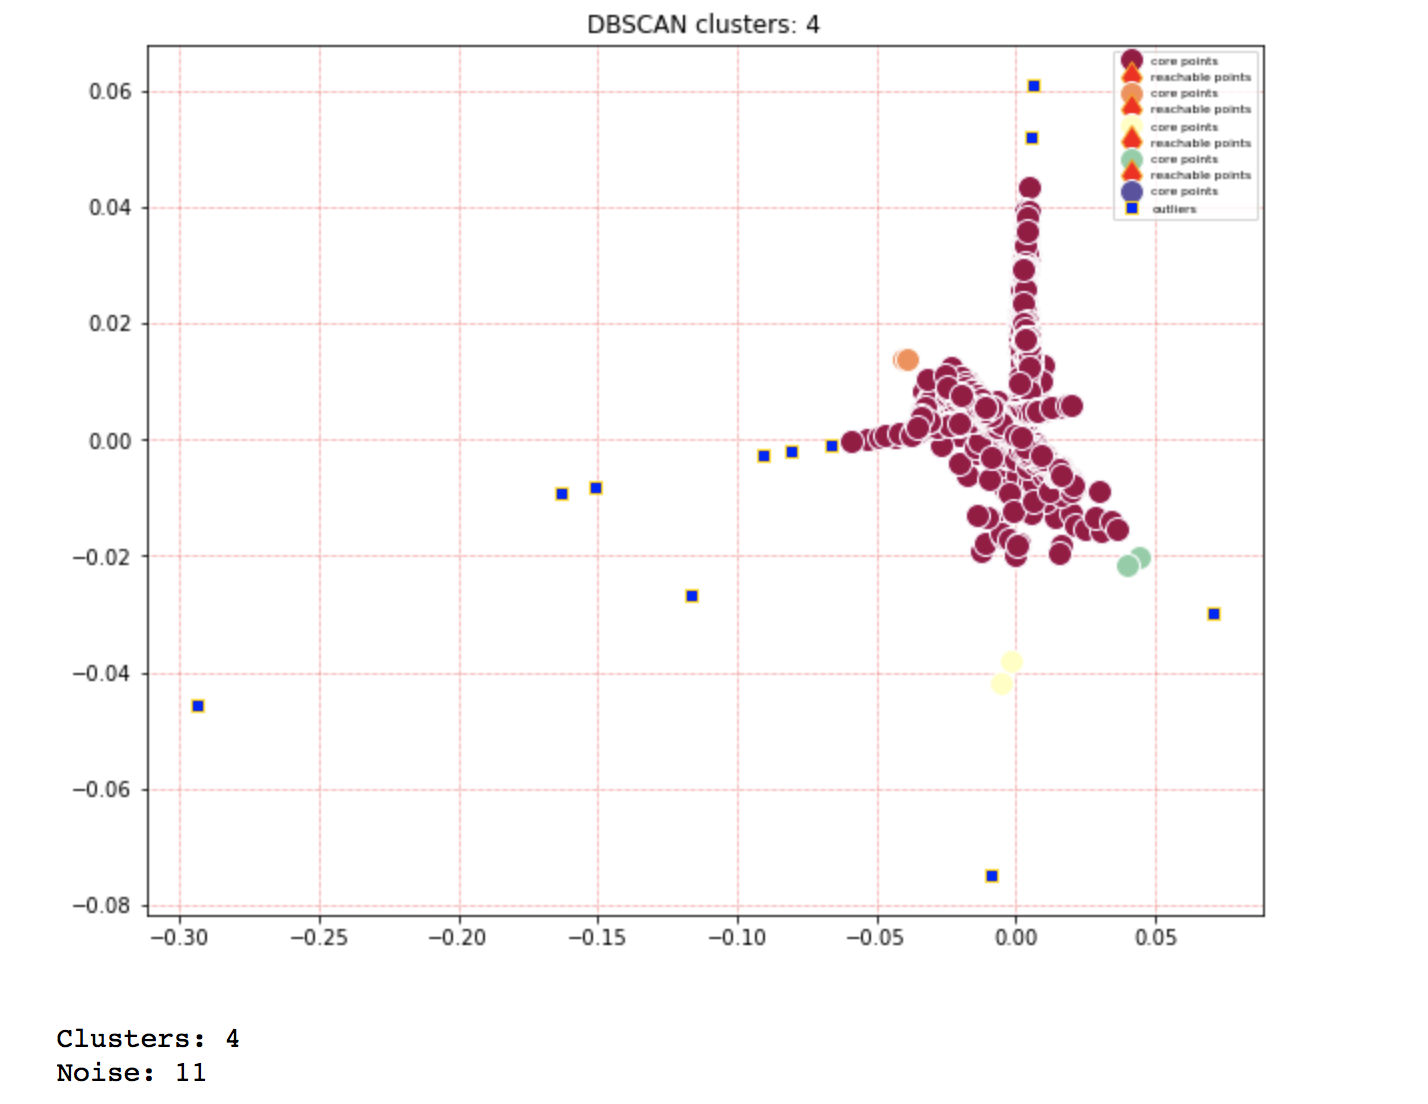 DBSCAN clusters: 4
core points
reachable points
core points
reachable points
core points
reachable points
core points
reachable points
core points
outliers
0.06
0.04
0.02
0.00
−0.02
−0.04
−0.06
−0.08
−0.30 −0.25 −0.20 −0.15 −0.10 −0.05 0.00 0.05
Clusters: 4
Noise: 11